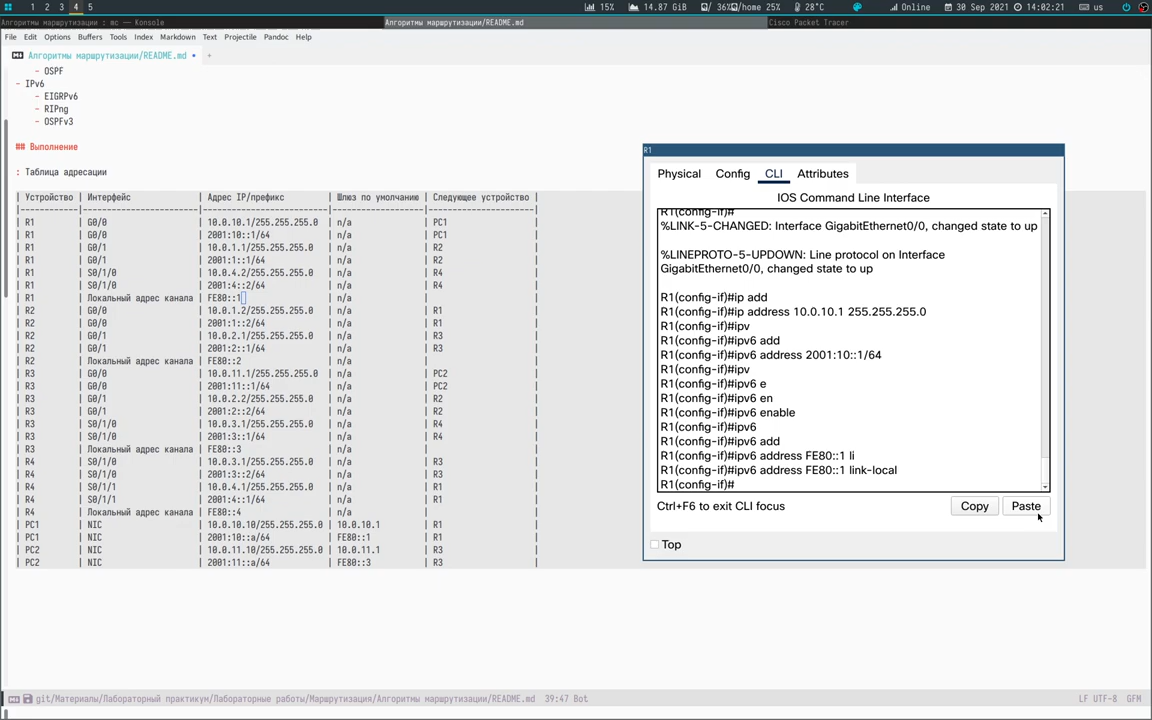 1 2 3 4 5 15% 14.87 GiB / 36% /home 25% 28°C Online 30 Sep 2021 14:02:21 us
Алгоритмы маршрутизации : mc — Konsole Алгоритмы маршрутизации/README.md Cisco Packet Tracer
File Edit Options Buffers Tools Index Markdown Text Projectile Pandoc Help
Алгоритмы маршрутизации/README.md • +
- OSPF
- IPv6
- EIGRPv6
- RIPng
- OSPFv3
## Выполнение
: Таблица адресации
| Устройство | Интерфейс | Адрес IP/префикс | Шлюз по умолчанию | Следующее устройство |
| R1 | G0/0 | 10.0.10.1/255.255.255.0 | n/a | PC1 |
| R1 | G0/0 | 2001:10::1/64 | n/a | PC1 |
| R1 | G0/1 | 10.0.1.1/255.255.255.0 | n/a | R2 |
| R1 | G0/1 | 2001:1::1/64 | n/a | R2 |
| R1 | S0/1/0 | 10.0.4.2/255.255.255.0 | n/a | R4 |
| R1 | S0/1/0 | 2001:4::2/64 | n/a | R4 |
| R1 | Локальный адрес канала | FE80::1 | n/a | |
| R2 | G0/0 | 10.0.1.2/255.255.255.0 | n/a | R1 |
| R2 | G0/0 | 2001:1::2/64 | n/a | R1 |
| R2 | G0/1 | 10.0.2.1/255.255.255.0 | n/a | R3 |
| R2 | G0/1 | 2001:2::1/64 | n/a | R3 |
| R2 | Локальный адрес канала | FE80::2 | n/a | |
| R3 | G0/0 | 10.0.11.1/255.255.255.0 | n/a | PC2 |
| R3 | G0/0 | 2001:11::1/64 | n/a | PC2 |
| R3 | G0/1 | 10.0.2.2/255.255.255.0 | n/a | R2 |
| R3 | G0/1 | 2001:2::2/64 | n/a | R2 |
| R3 | S0/1/0 | 10.0.3.1/255.255.255.0 | n/a | R4 |
| R3 | S0/1/0 | 2001:3::1/64 | n/a | R4 |
| R3 | Локальный адрес канала | FE80::3 | n/a | |
| R4 | S0/1/0 | 10.0.3.1/255.255.255.0 | n/a | R3 |
| R4 | S0/1/0 | 2001:3::2/64 | n/a | R3 |
| R4 | S0/1/1 | 10.0.4.1/255.255.255.0 | n/a | R1 |
| R4 | S0/1/1 | 2001:4::1/64 | n/a | R1 |
| R4 | Локальный адрес канала | FE80::4 | n/a | |
| PC1 | NIC | 10.0.10.10/255.255.255.0 | 10.0.10.1 | R1 |
| PC1 | NIC | 2001:10::a/64 | FE80::1 | R1 |
| PC2 | NIC | 10.0.11.10/255.255.255.0 | 10.0.11.1 | R3 |
| PC2 | NIC | 2001:11::a/64 | FE80::3 | R3 |
R1
Physical Config CLI Attributes
IOS Command Line Interface
R1(config-if)#
%LINK-5-CHANGED: Interface GigabitEthernet0/0, changed state to up
%LINEPROTO-5-UPDOWN: Line protocol on Interface
GigabitEthernet0/0, changed state to up
R1(config-if)#ip add
R1(config-if)#ip address 10.0.10.1 255.255.255.0
R1(config-if)#ipv
R1(config-if)#ipv6 add
R1(config-if)#ipv6 address 2001:10::1/64
R1(config-if)#ipv
R1(config-if)#ipv6 e
R1(config-if)#ipv6 en
R1(config-if)#ipv6 enable
R1(config-if)#ipv6
R1(config-if)#ipv6 add
R1(config-if)#ipv6 address FE80::1 li
R1(config-if)#ipv6 address FE80::1 link-local
R1(config-if)#
Ctrl+F6 to exit CLI focus Copy Paste
Top
git/Материалы/Лабораторный практикум/Лабораторные работы/Маршрутизация/Алгоритмы маршрутизации/README.md 39:47 Bot LF UTF-8 GFM